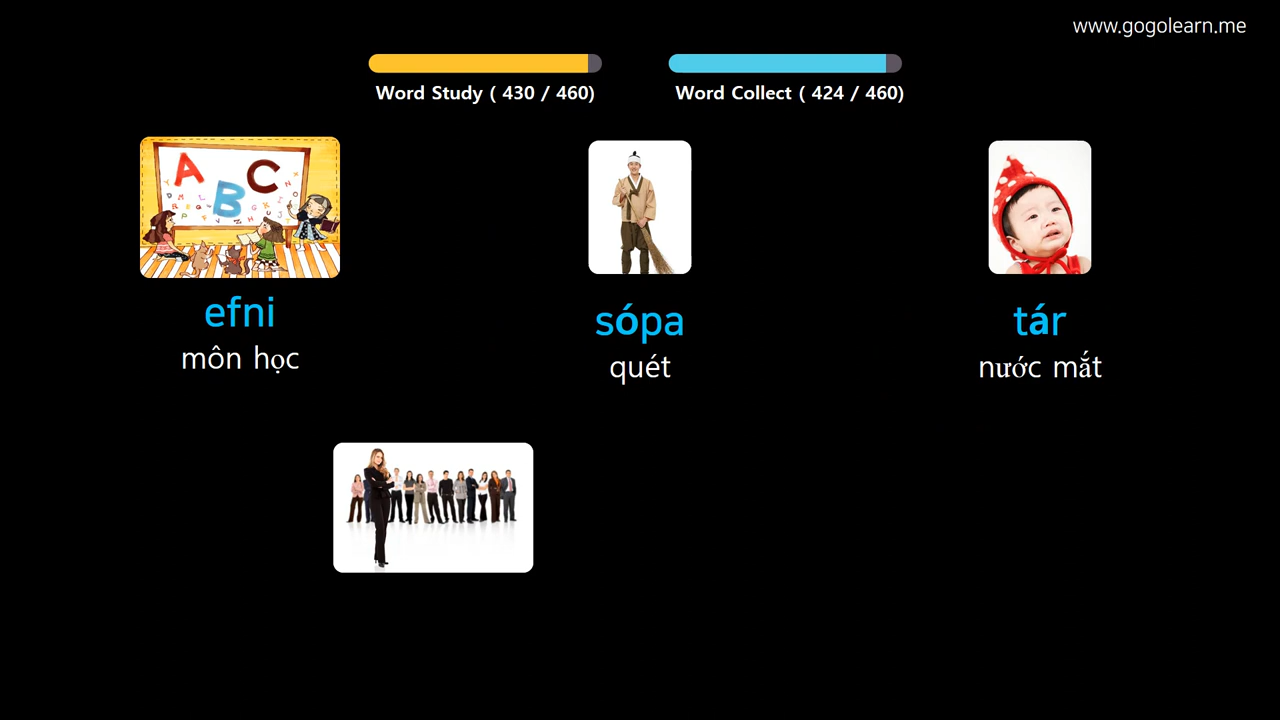 www.gogolearn.me
Word Study ( 430 / 460)
Word Collect ( 424 / 460)
A B C
efni
môn học
sópa
quét
tár
nước mắt